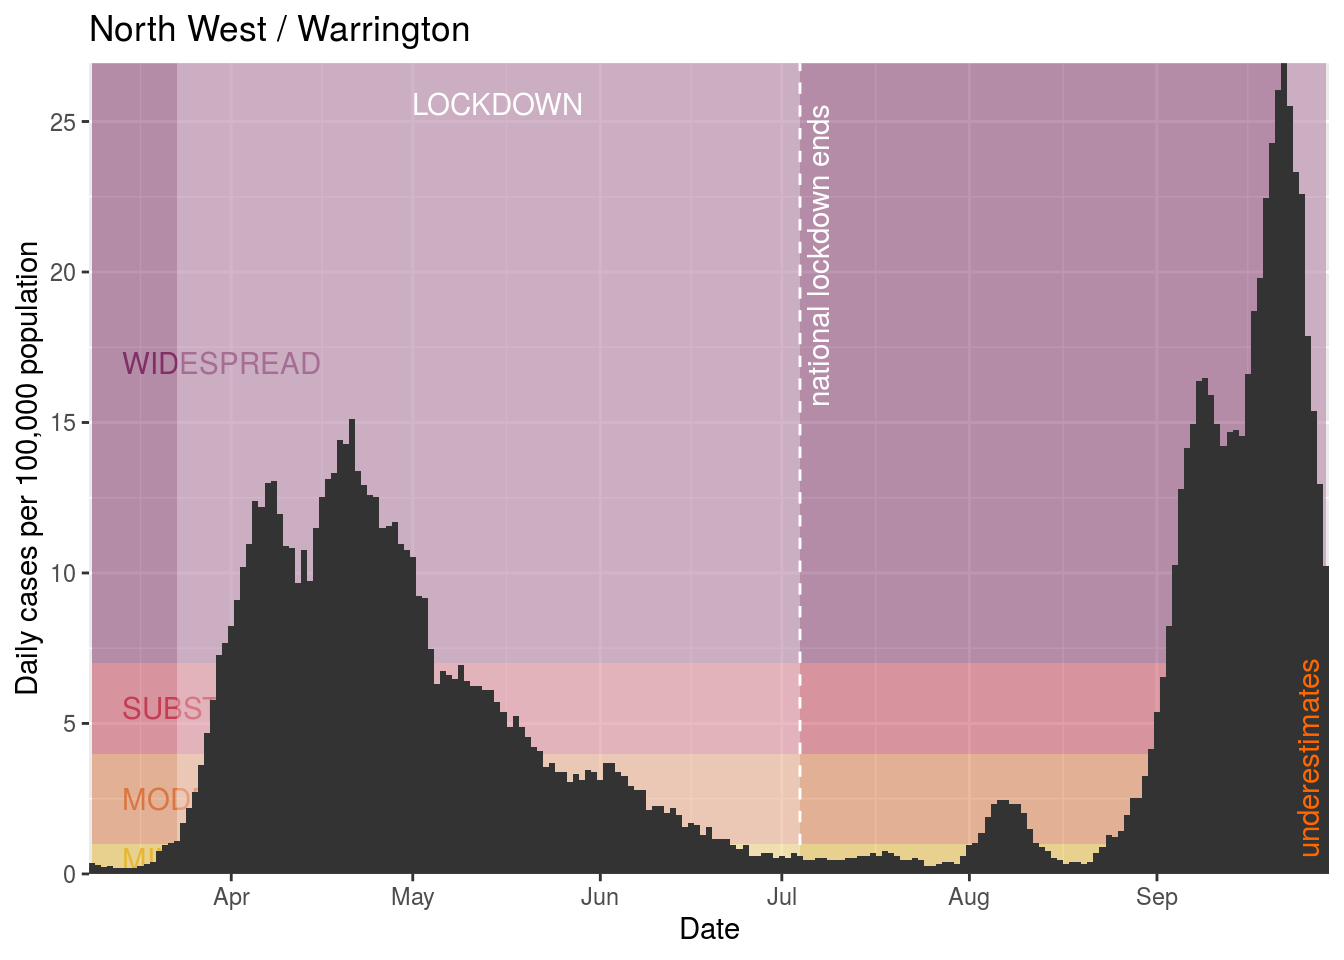 North West / Warrington
Daily cases per 100,000 population
25
20
15
10
5
0
LOCKDOWN
national lockdown ends
WIDESPREAD
SUBST
MOD
MI
underestimates
Apr
May
Jun
Jul
Aug
Sep
Date